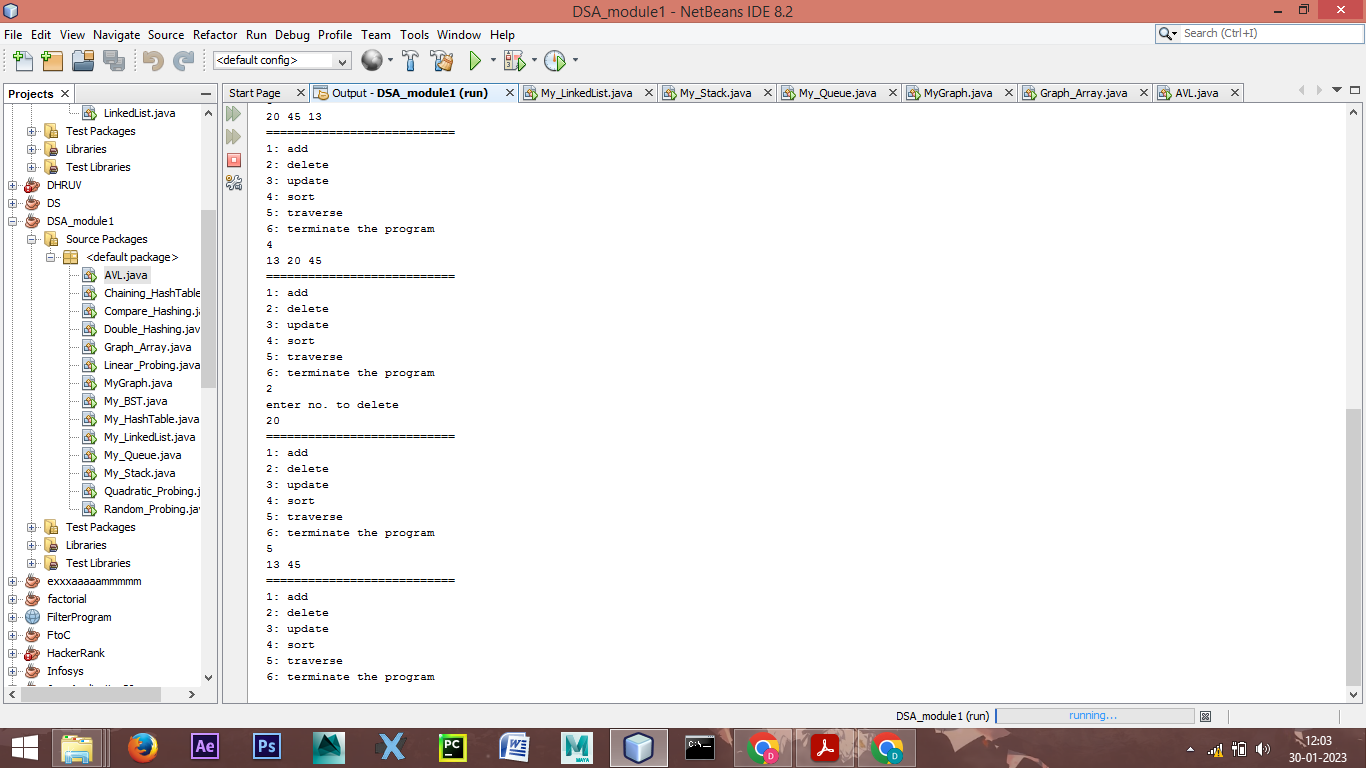 DSA_module1 - NetBeans IDE 8.2
File Edit View Navigate Source Refactor Run Debug Profile Team Tools Window Help
Search (Ctrl+I)
<default config>
Projects
LinkedList.java
Test Packages
Libraries
Test Libraries
DHRUV
DS
DSA_module1
Source Packages
<default package>
AVL.java
Chaining_HashTable
Compare_Hashing.j
Double_Hashing.jav
Graph_Array.java
Linear_Probing.java
MyGraph.java
My_BST.java
My_HashTable.java
My_LinkedList.java
My_Queue.java
My_Stack.java
Quadratic_Probing.j
Random_Probing.jav
Test Packages
Libraries
Test Libraries
exxxaaaaammmmm
factorial
FilterProgram
FtoC
HackerRank
Infosys
Start Page Output - DSA_module1 (run) My_LinkedList.java My_Stack.java My_Queue.java MyGraph.java Graph_Array.java AVL.java
20 45 13
===========================
1: add
2: delete
3: update
4: sort
5: traverse
6: terminate the program
4
13 20 45
===========================
1: add
2: delete
3: update
4: sort
5: traverse
6: terminate the program
2
enter no. to delete
20
===========================
1: add
2: delete
3: update
4: sort
5: traverse
6: terminate the program
5
13 45
===========================
1: add
2: delete
3: update
4: sort
5: traverse
6: terminate the program
DSA_module1 (run) running...
Ae Ps PC W M MAYA C:\ D D
12:03
30-01-2023